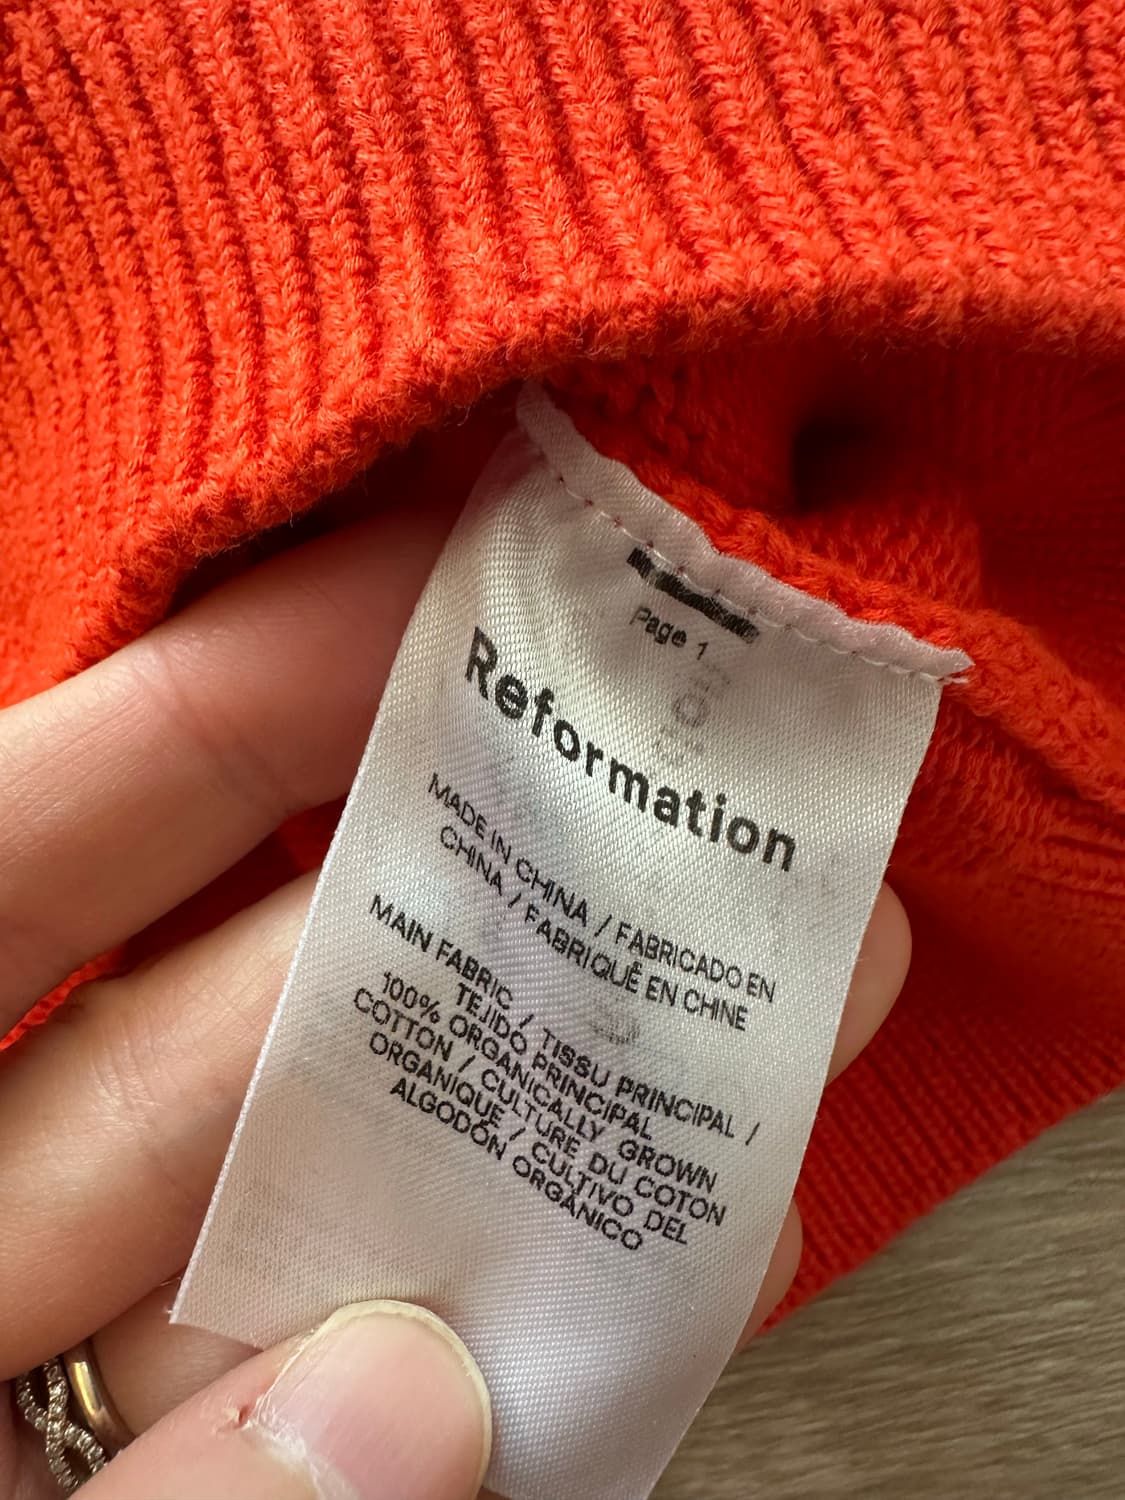 Page 1
Reformation
MADE IN CHINA / FABRICADO EN
CHINA / FABRIQUÊ EN CHINE
MAIN FABRIC / TISSU PRINCIPAL /
TEJIDO PRINCIPAL
100% ORGANICALLY GROWN
COTTON / CULTURE DU COTON
ORGANIQUE / CULTIVO DEL
ALGODÓN ORGÁNICO